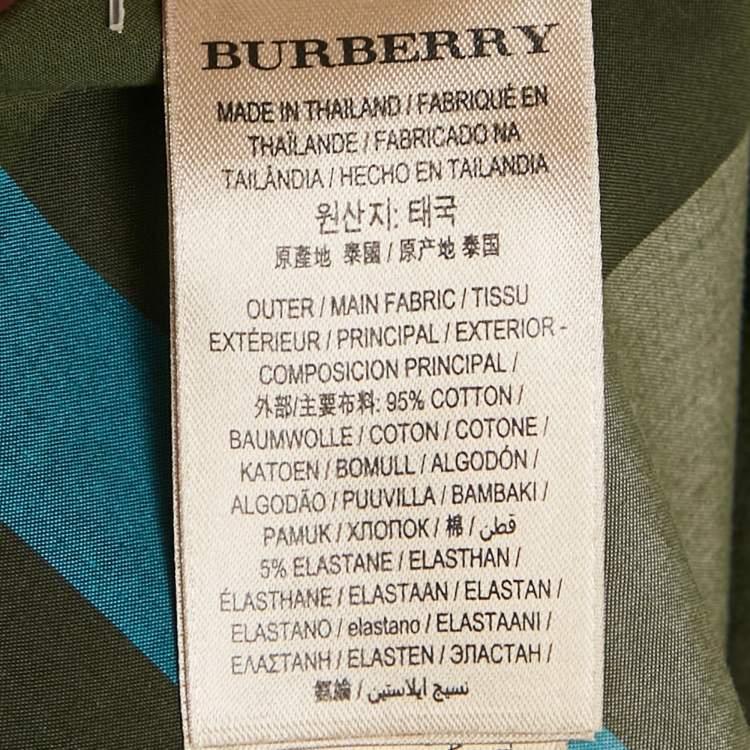 BURBERRY
MADE IN THAILAND / FABRIQUÉ EN
THAÏLANDE / FABRICADO NA
TAILÂNDIA / HECHO EN TAILANDIA
원산지: 태국
原產地 泰國 / 原产地 泰国
OUTER / MAIN FABRIC / TISSU
EXTÉRIEUR / PRINCIPAL / EXTERIOR -
COMPOSICION PRINCIPAL /
外部/主要布料: 95% COTTON /
BAUMWOLLE / COTON / COTONE /
KATOEN / BOMULL / ALGODÓN /
ALGODÃO / PUUVILLA / BAMBAKI /
PAMUK / ХЛОПОК / 棉 / قطن /
5% ELASTANE / ELASTHAN /
ÉLASTHANE / ELASTAAN / ELASTAN /
ELASTANO / elastano / ELASTAANI /
ΕΛΑΣΤΑΝΗ / ELASTEN / ЭЛАСТАН /
氨綸 / نسيج ايلاستين /